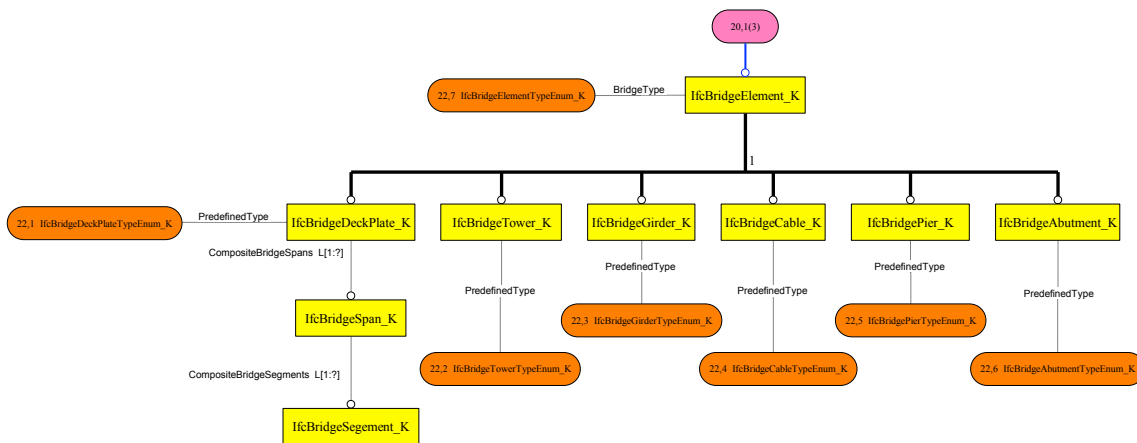 20,1(3)
22,7 IfcBridgeElementTypeEnum_K
BridgeType
IfcBridgeElement_K
1
22,1 IfcBridgeDeckPlateTypeEnum_K
PredefinedType
IfcBridgeDeckPlate_K
IfcBridgeTower_K
IfcBridgeGirder_K
IfcBridgeCable_K
IfcBridgePier_K
IfcBridgeAbutment_K
CompositeBridgeSpans L[1:?]
PredefinedType
PredefinedType
PredefinedType
PredefinedType
PredefinedType
IfcBridgeSpan_K
22,3 IfcBridgeGirderTypeEnum_K
22,5 IfcBridgePierTypeEnum_K
CompositeBridgeSegments L[1:?]
22,2 IfcBridgeTowerTypeEnum_K
22,4 IfcBridgeCableTypeEnum_K
22,6 IfcBridgeAbutmentTypeEnum_K
IfcBridgeSegement_K